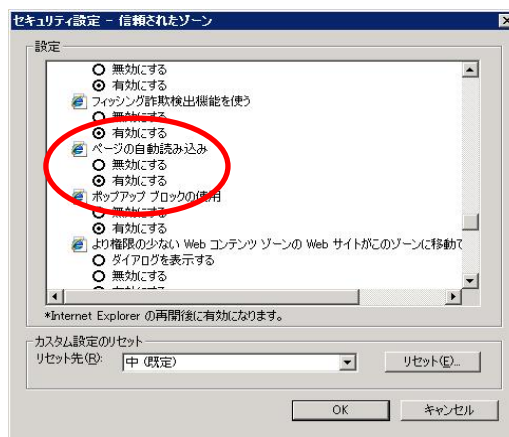 セキュリティ設定 - 信頼されたゾーン
設定
無効にする
有効にする
フィッシング詐欺検出機能を使う
無効にする
有効にする
ページの自動読み込み
無効にする
有効にする
ポップアップ ブロックの使用
無効にする
有効にする
より権限の少ない Web コンテンツ ゾーンの Web サイトがこのゾーンに移動て
ダイアログを表示する
無効にする
*Internet Explorer の再開後に有効になります。
カスタム設定のリセット
リセット先(R):
中 (既定)
リセット(E)...
OK
キャンセル